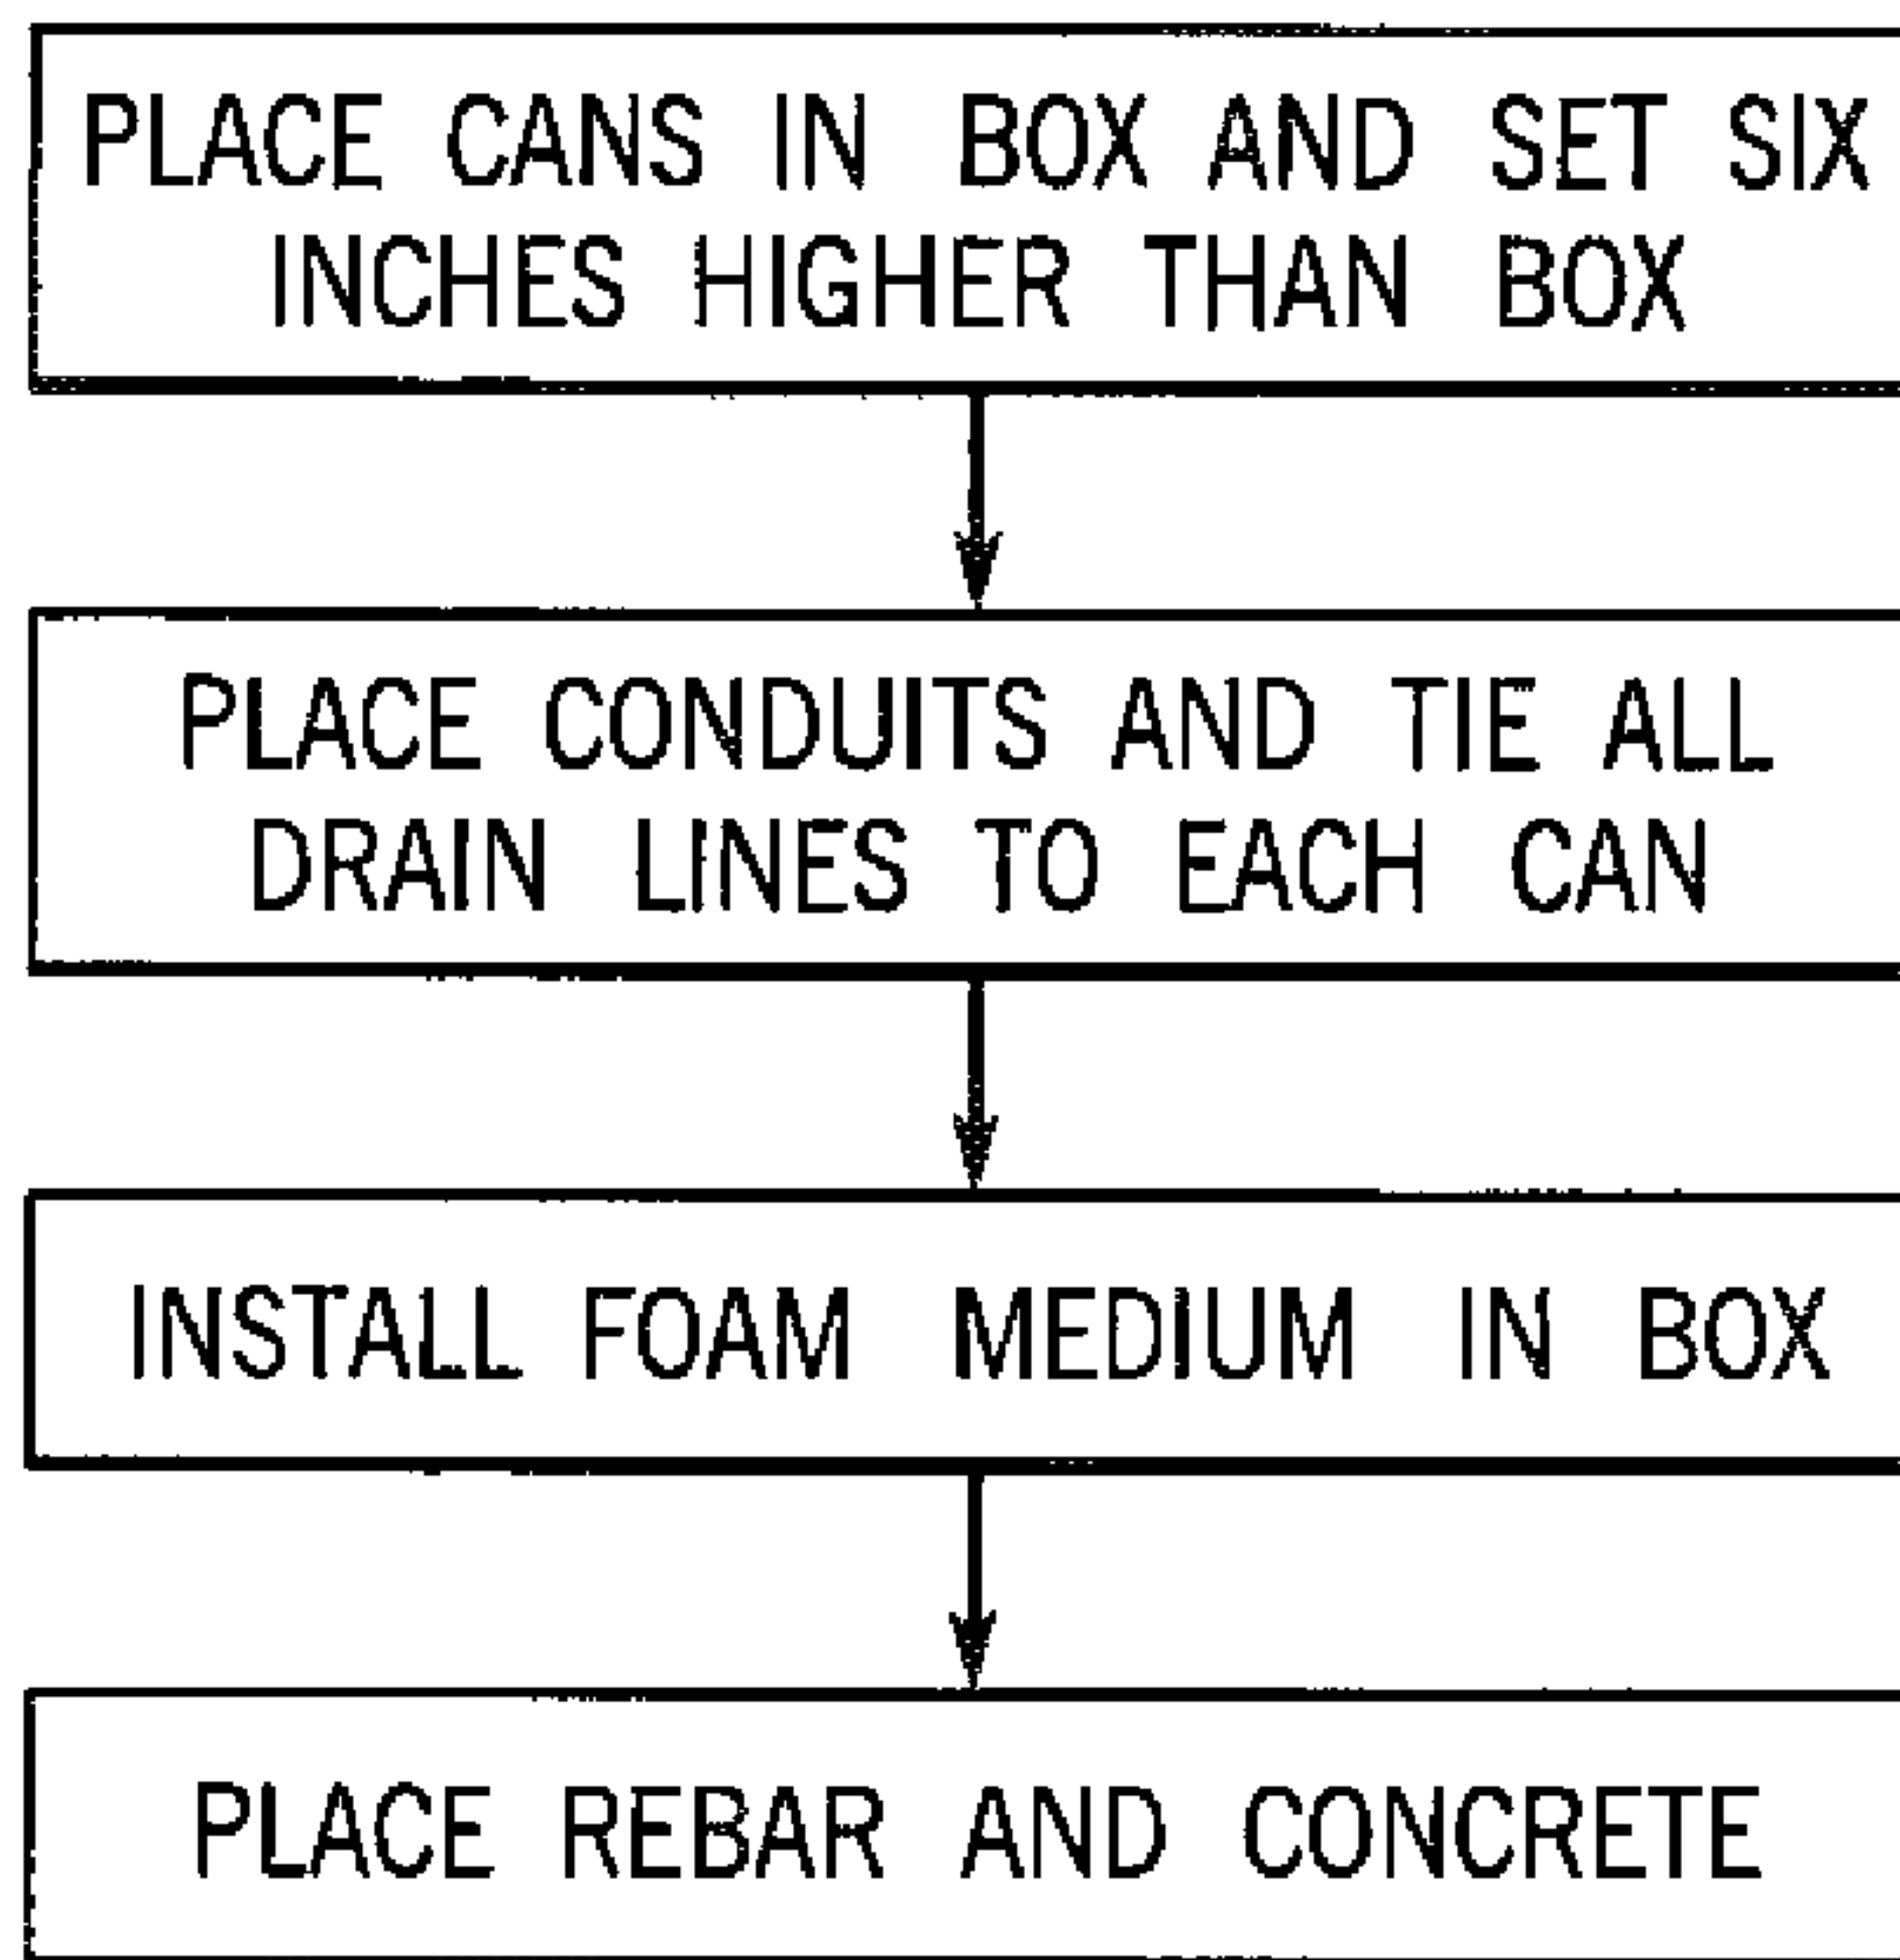 PLACE CANS IN BOX AND SET SIX
INCHES HIGHER THAN BOX
PLACE CONDUITS AND TIE ALL
DRAIN LINES TO EACH CAN
INSTALL FOAM MEDIUM IN BOX
PLACE REBAR AND CONCRETE